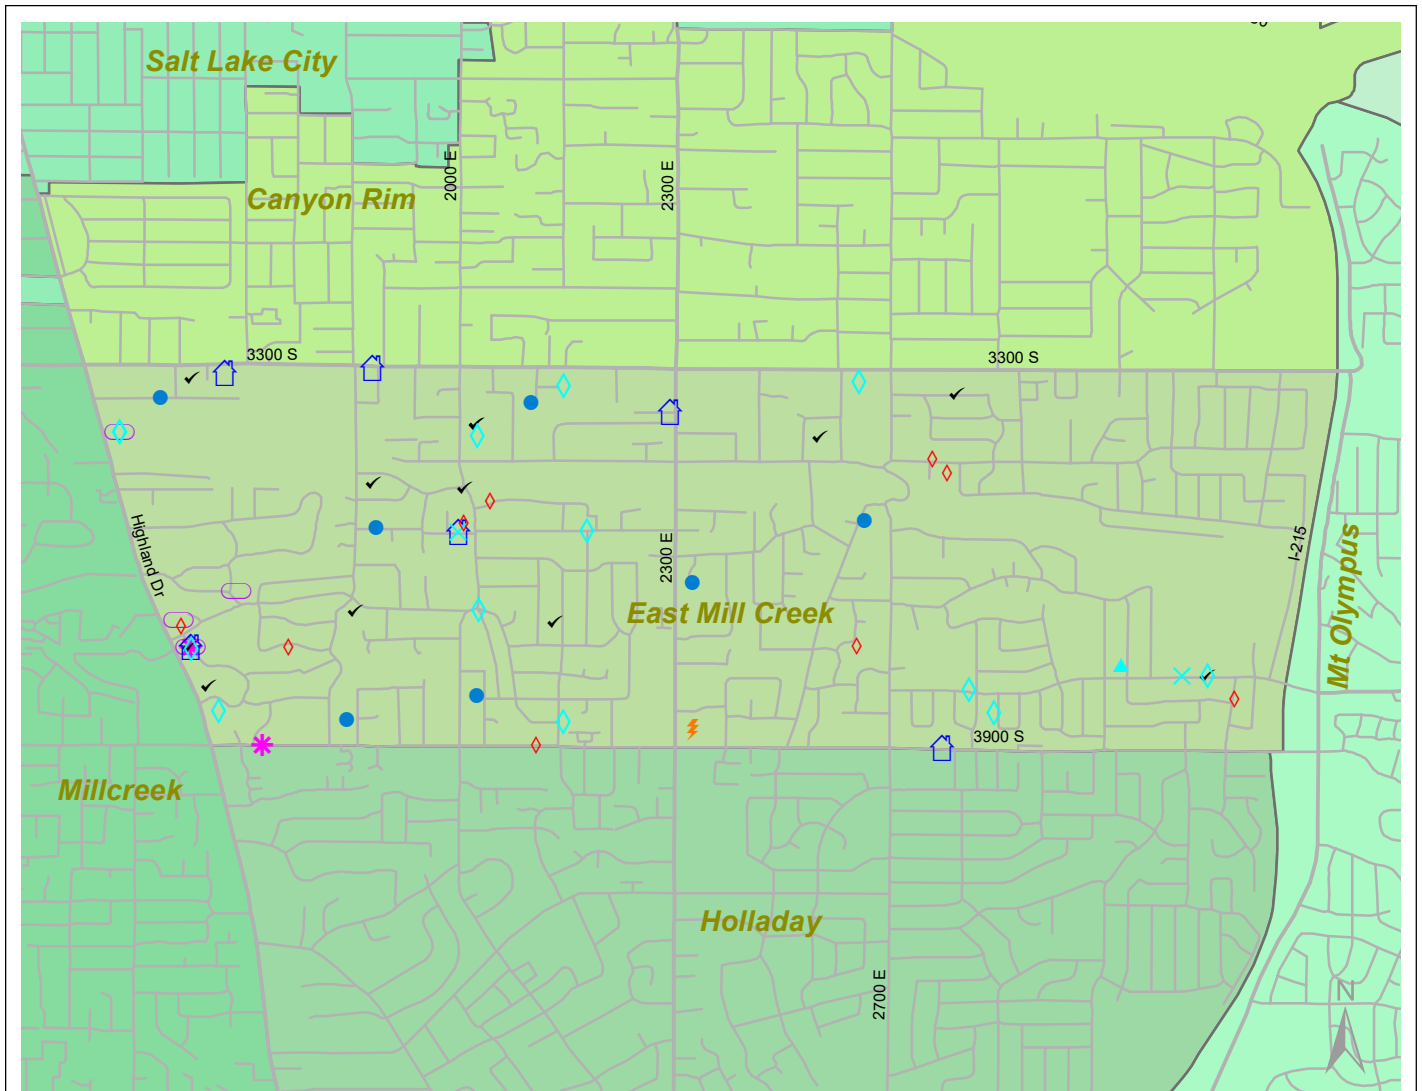 Salt Lake City
2000 E
2300 E
Canyon Rim
3300 S
3300 S
Highland Dr
2300 E
I-215
East Mill Creek
Mt Olympus
3900 S
Millcreek
Holladay
2700 E
N